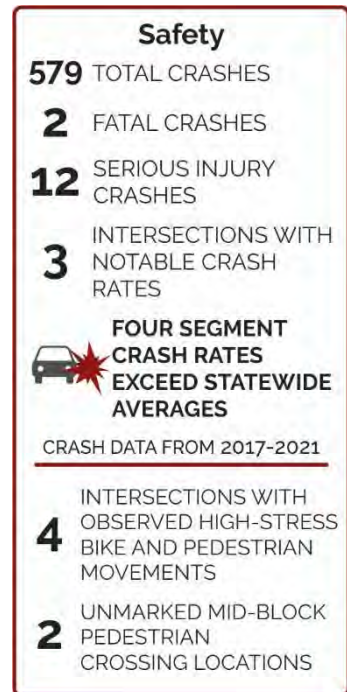 Safety
579 TOTAL CRASHES
2 FATAL CRASHES
12 SERIOUS INJURY
CRASHES
3 INTERSECTIONS WITH
NOTABLE CRASH
RATES
FOUR SEGMENT
CRASH RATES
EXCEED STATEWIDE
AVERAGES
CRASH DATA FROM 2017-2021
4 INTERSECTIONS WITH
OBSERVED HIGH-STRESS
BIKE AND PEDESTRIAN
MOVEMENTS
2 UNMARKED MID-BLOCK
PEDESTRIAN
CROSSING LOCATIONS